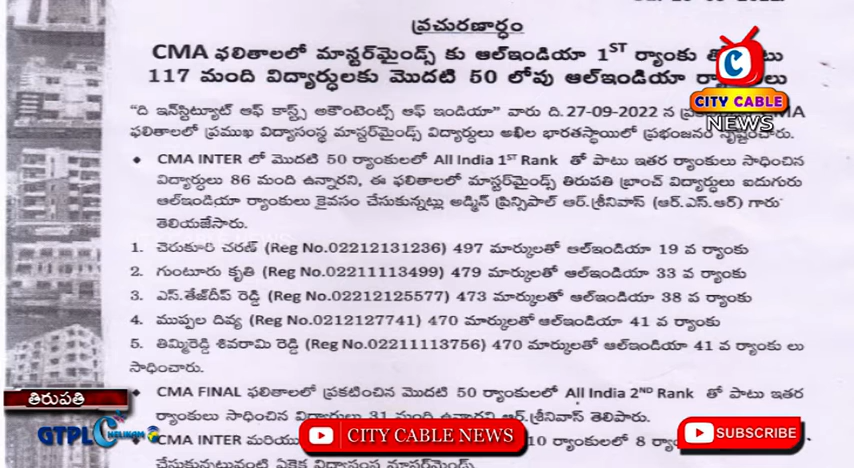 ప్రచురణార్ధం
CMA ఫలితాలలో మాస్టర్‌మైండ్స్ కు ఆల్‌ఇండియా 1ST ర్యాంకు
117 మంది విద్యార్ధులకు మొదటి 50 లోపు ఆల్‌ఇండియా
CITY CABLE
NEWS
“ది ఇన్‌స్టిట్యూట్ ఆఫ్ కాస్ట్స్ అకౌంటెంట్స్ ఆఫ్ ఇండియా” వారు ది.27-09-2022 న
ఫలితాలలో ప్రముఖ విద్యాసంస్ధ మాస్టర్‌మైండ్స్ విద్యార్ధులు అఖిల భారతస్ధాయిలో ప్రభంజనం సృష్టించారు.
◆ CMA INTER లో మొదటి 50 ర్యాంకులలో All India 1ST Rank తో పాటు ఇతర ర్యాంకులు సాధించిన
విద్యార్ధులు 86 మంది ఉన్నారని, ఈ ఫలితాలలో మాస్టర్‌మైండ్స్ తిరుపతి బ్రాంచ్ విద్యార్ధులు ఐదుగురు
ఆల్‌ఇండియా ర్యాంకులు కైవసం చేసుకున్నట్లు అడ్మిన్ ప్రిన్సిపాల్ ఆర్.శ్రీనివాస్ (ఆర్.ఎస్.ఆర్) గారు
తెలియజేసారు.
1. చెరుకూరి చరణ్ (Reg No.02212131236) 497 మార్కులతో ఆల్‌ఇండియా 19 వ ర్యాంకు
2. గుంటూరు కృతి (Reg No.02211113499) 479 మార్కులతో ఆల్‌ఇండియా 33 వ ర్యాంకు
3. ఎస్.తేజ్‌దీప్ రెడ్డి (Reg No.02212125577) 473 మార్కులతో ఆల్‌ఇండియా 38 వ ర్యాంకు
4. ముప్పల దివ్య (Reg No.0212127741) 470 మార్కులతో ఆల్‌ఇండియా 41 వ ర్యాంకు
5. తిమ్మిరెడ్డి శివరామి రెడ్డి (Reg No.02211113756) 470 మార్కులతో ఆల్‌ఇండియా 41 వ ర్యాంకు లు
సాధించారు.
◆ CMA FINAL ఫలితాలలో ప్రకటించిన మొదటి 50 ర్యాంకులలో All India 2ND Rank తో పాటు ఇతర
తిరుపతి
ర్యాంకులు సాధించిన విద్యార్ధులు 31 మంది ఉన్నారని ఆర్.శ్రీనివాస్ తెలిపారు.
GTPL
CITY CABLE NEWS
SUBSCRIBE
◆ CMA INTER 10 ర్యాంకులలో 8
చేసుకున్నటువంటి ఏకైక విద్యాసంస్ధ మాస్టర్‌మైండ్స్